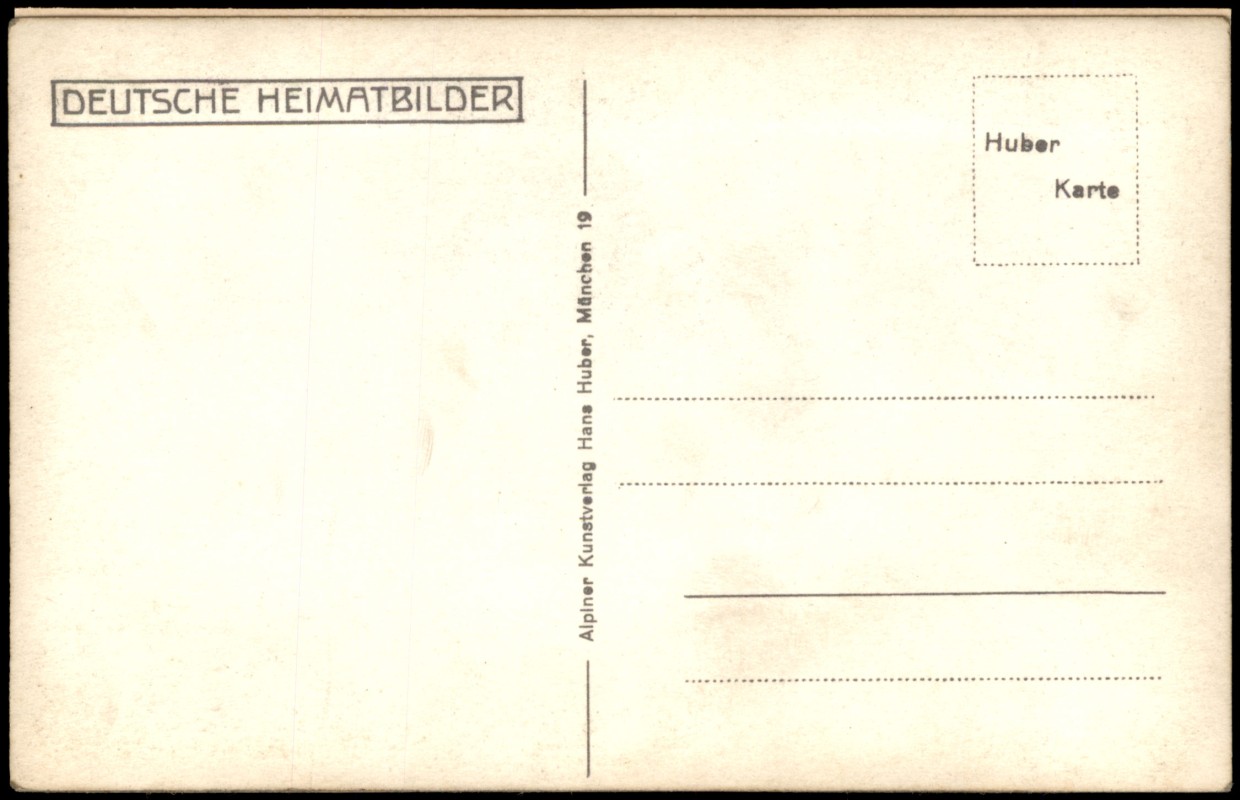 DEUTSCHE HEIMATBILDER
Alpiner Kunstverlag Hans Huber, München 19
Huber
Karte